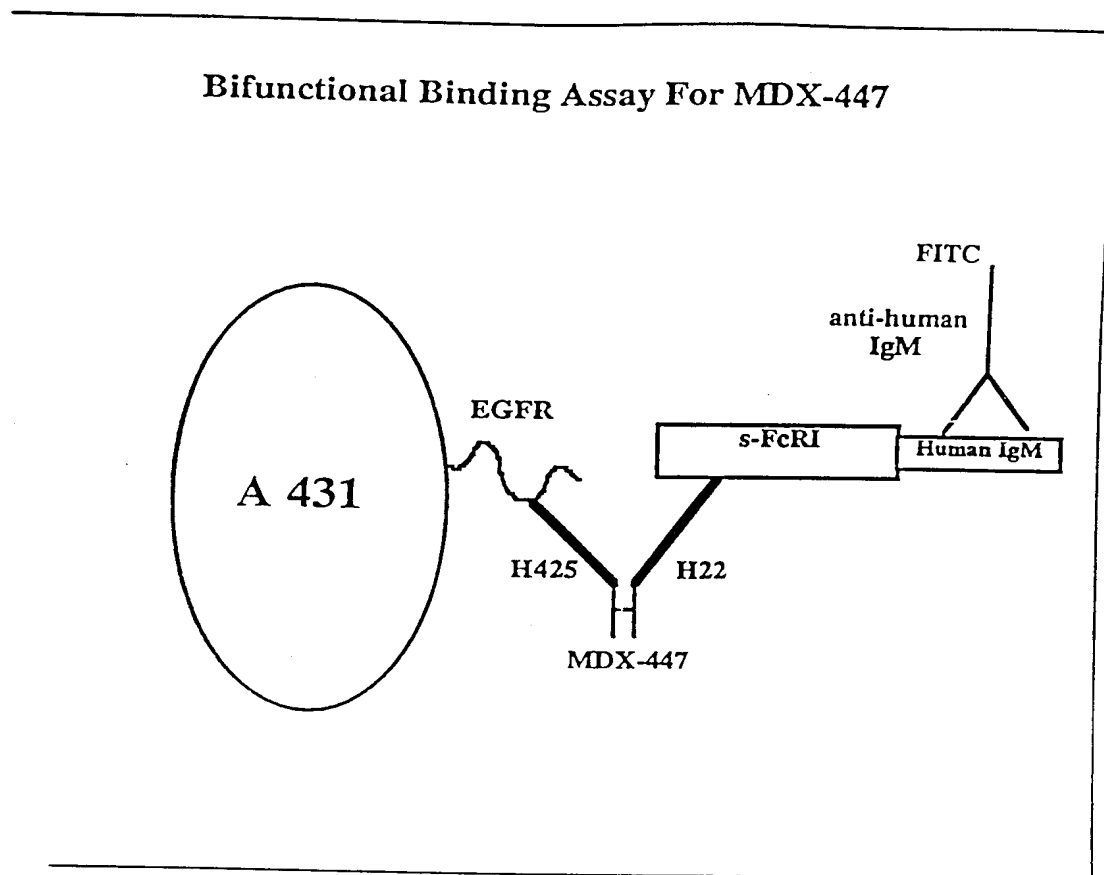 Bifunctional Binding Assay For MDX-447
FITC
anti-human
IgM
EGFR
s-FcRI
Human IgM
A 431
H425
H22
MDX-447